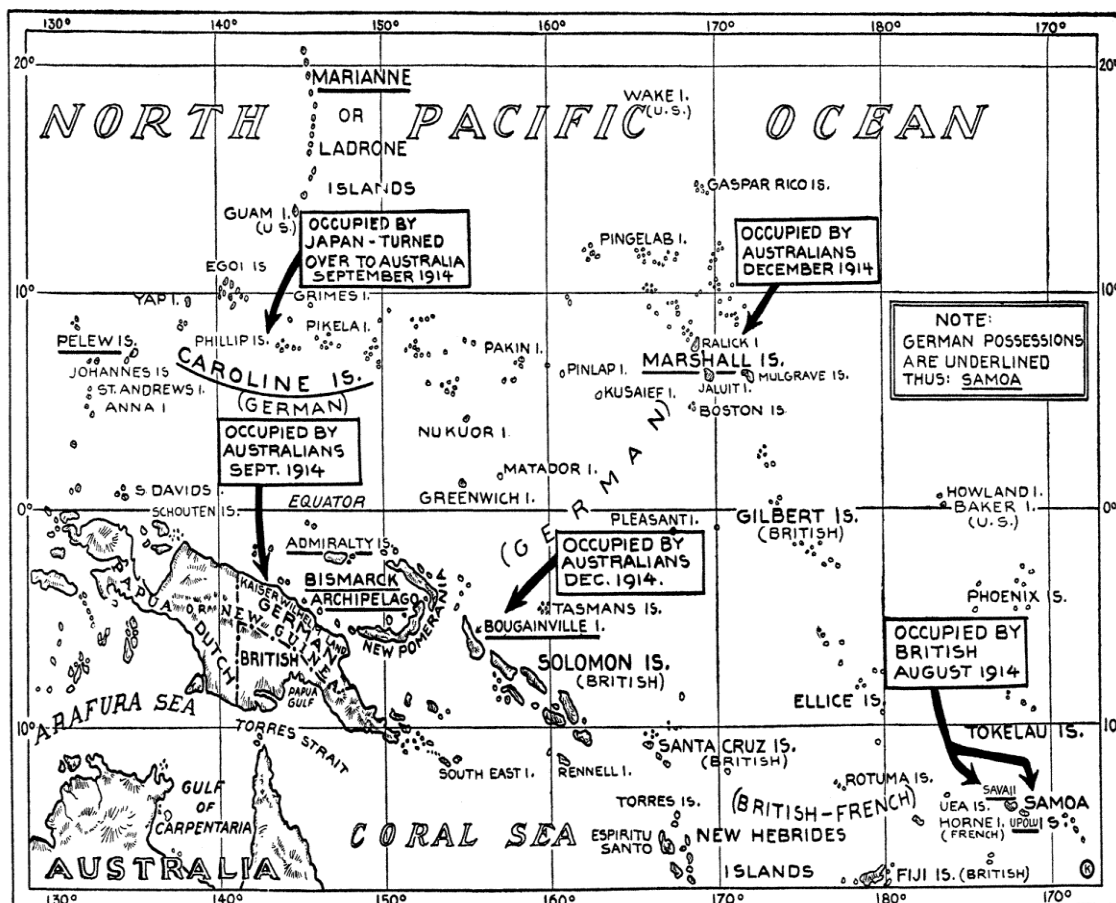 130° 140° 150° 160° 170° 180° 170°
20° 20°
MARIANNE
OR
LADRONE
ISLANDS
WAKE I.
(U.S.)
NORTH PACIFIC OCEAN
GASPAR RICO IS.
GUAM I.
(U.S.)
OCCUPIED BY
JAPAN - TURNED
OVER TO AUSTRALIA
SEPTEMBER 1914
PINGELAB I.
OCCUPIED BY
AUSTRALIANS
DECEMBER 1914
EGOI IS
10° 10°
YAP I.
GRIMES I.
PELEW IS.
PHILLIP IS.
PIKELA I.
PAKIN I.
RALICK I
MARSHALL IS.
NOTE:
GERMAN POSSESSIONS
ARE UNDERLINED
THUS: SAMOA
JOHANNES IS
CAROLINE IS.
(GERMAN)
PINLAP I.
JALUIT I.
MULGRAVE IS.
ST. ANDREWS I.
KUSAIEF I.
ANNA I
BOSTON IS.
OCCUPIED BY
AUSTRALIANS
SEPT. 1914
NUKUOR I.
(GERMAN)
MATADOR I.
S. DAVIDS
GREENWICH I.
HOWLAND I.
BAKER I.
(U.S.)
SCHOUTEN IS.
EQUATOR
0° 0°
PLEASANT I.
GILBERT IS.
(BRITISH)
ADMIRALTY IS.
OCCUPIED BY
AUSTRALIANS
DEC. 1914.
BISMARCK
ARCHIPELAGO
PHOENIX IS.
KAISER WILHELM LAND
GERMAN
PAPUA
OR NEW GUINEA
DUTCH
BRITISH
NEW POMERANIA
TASMANS IS.
BOUGAINVILLE I.
OCCUPIED BY
BRITISH
AUGUST 1914
SOLOMON IS.
(BRITISH)
PAPUA
GULF
ELLICE IS.
ARAFURA SEA
10° 10°
TORRES STRAIT
TOKELAU IS.
SANTA CRUZ IS.
(BRITISH)
SOUTH EAST I.
RENNELL I.
ROTUMA IS.
GULF
OF
CARPENTARIA
(BRITISH-FRENCH)
SAVAII
UEA IS.
SAMOA
IS
TORRES IS.
HORNE I.
(FRENCH)
UPOLU
CORAL SEA
ESPIRITU
SANTO
NEW HEBRIDES
ISLANDS
AUSTRALIA
FIJI IS. (BRITISH)
K
130° 140° 150° 160° 170° 180° 170°